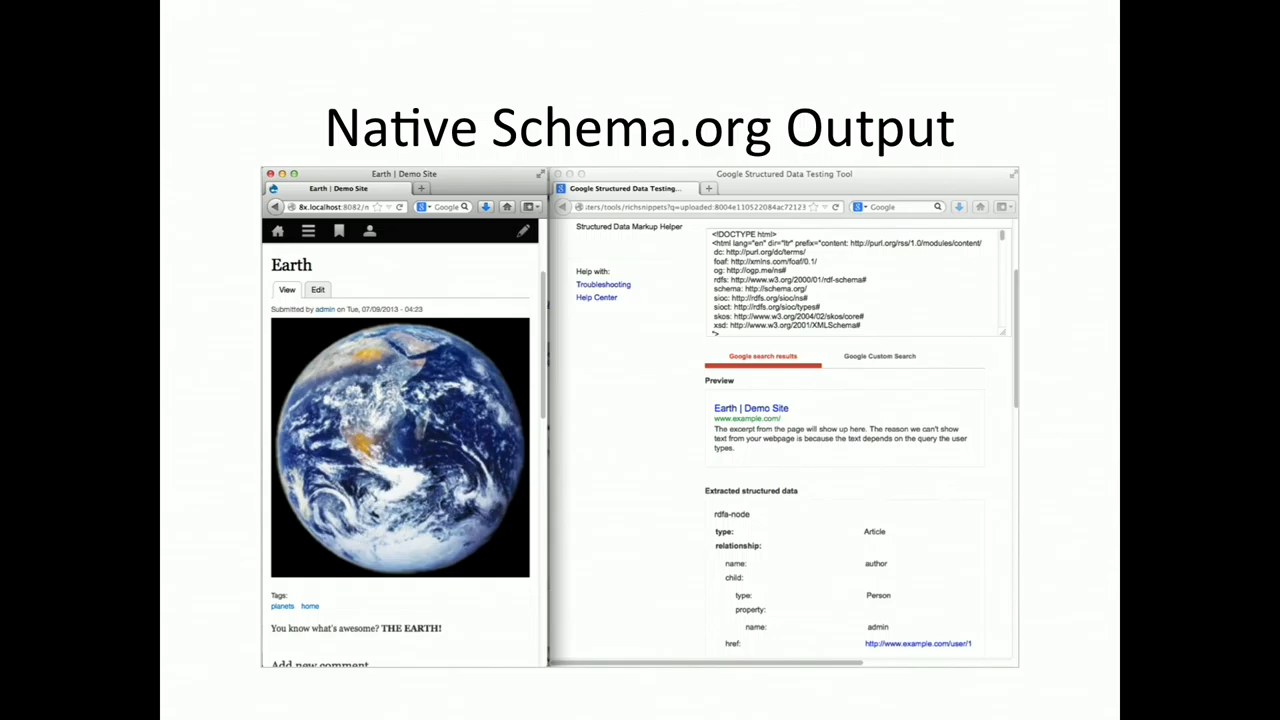 Native Schema.org Output
Earth | Demo Site
Earth | Demo Site
8x.localhost:8082/n
Google
Earth
View
Edit
Submitted by admin on Tue, 07/09/2013 - 04:23
Tags:
planets home
You know what's awesome? THE EARTH!
Add new comment
Google Structured Data Testing Tool
Google Structured Data Testing...
iters/tools/richsnippets?q=uploaded:8004e110522084ac72123
Google
Structured Data Markup Helper
Help with:
Troubleshooting
Help Center
<!DOCTYPE html>
<html lang="en" dir="ltr" prefix="content: http://purl.org/rss/1.0/modules/content/
dc: http://purl.org/dc/terms/
foaf: http://xmlns.com/foaf/0.1/
og: http://ogp.me/ns#
rdfs: http://www.w3.org/2000/01/rdf-schema#
schema: http://schema.org/
sioc: http://rdfs.org/sioc/ns#
sioct: http://rdfs.org/sioc/types#
skos: http://www.w3.org/2004/02/skos/core#
xsd: http://www.w3.org/2001/XMLSchema#
">
Google search results
Google Custom Search
Preview
Earth | Demo Site
www.example.com/
The excerpt from the page will show up here. The reason we can't show
text from your webpage is because the text depends on the query the user
types.
Extracted structured data
rdfa-node
type: Article
relationship:
name: author
child:
type: Person
property:
name: admin
href: http://www.example.com/user/1